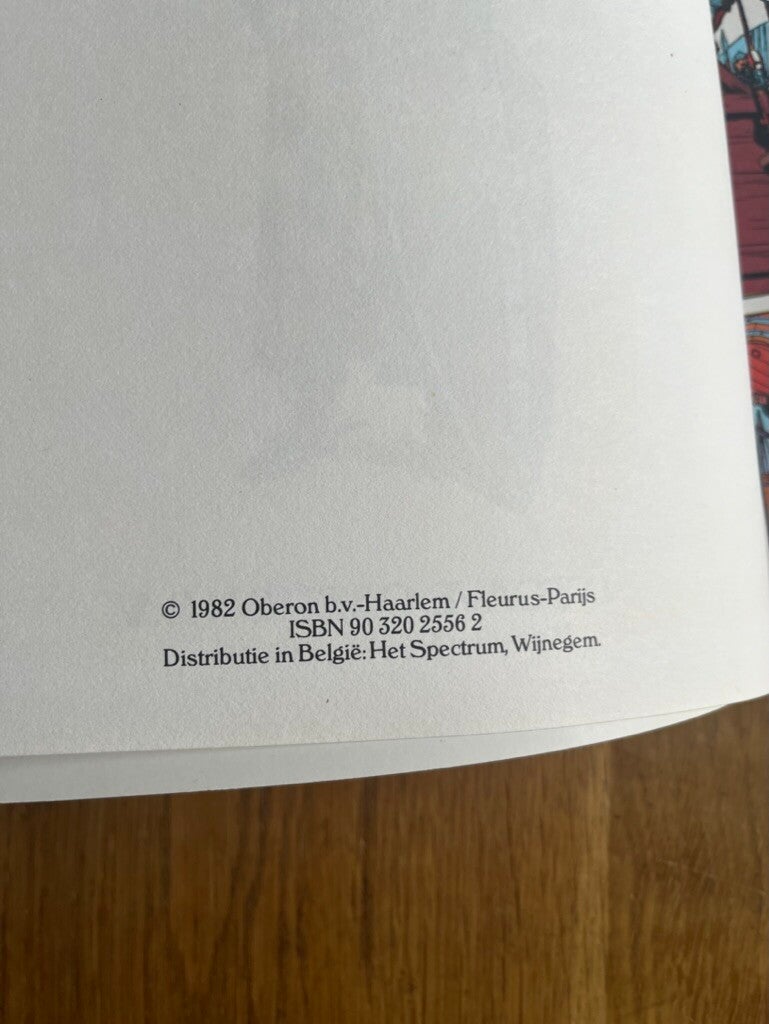 © 1982 Oberon b.v.-Haarlem / Fleurus-Parijs
ISBN 90 320 2556 2
Distributie in België: Het Spectrum, Wijnegem.